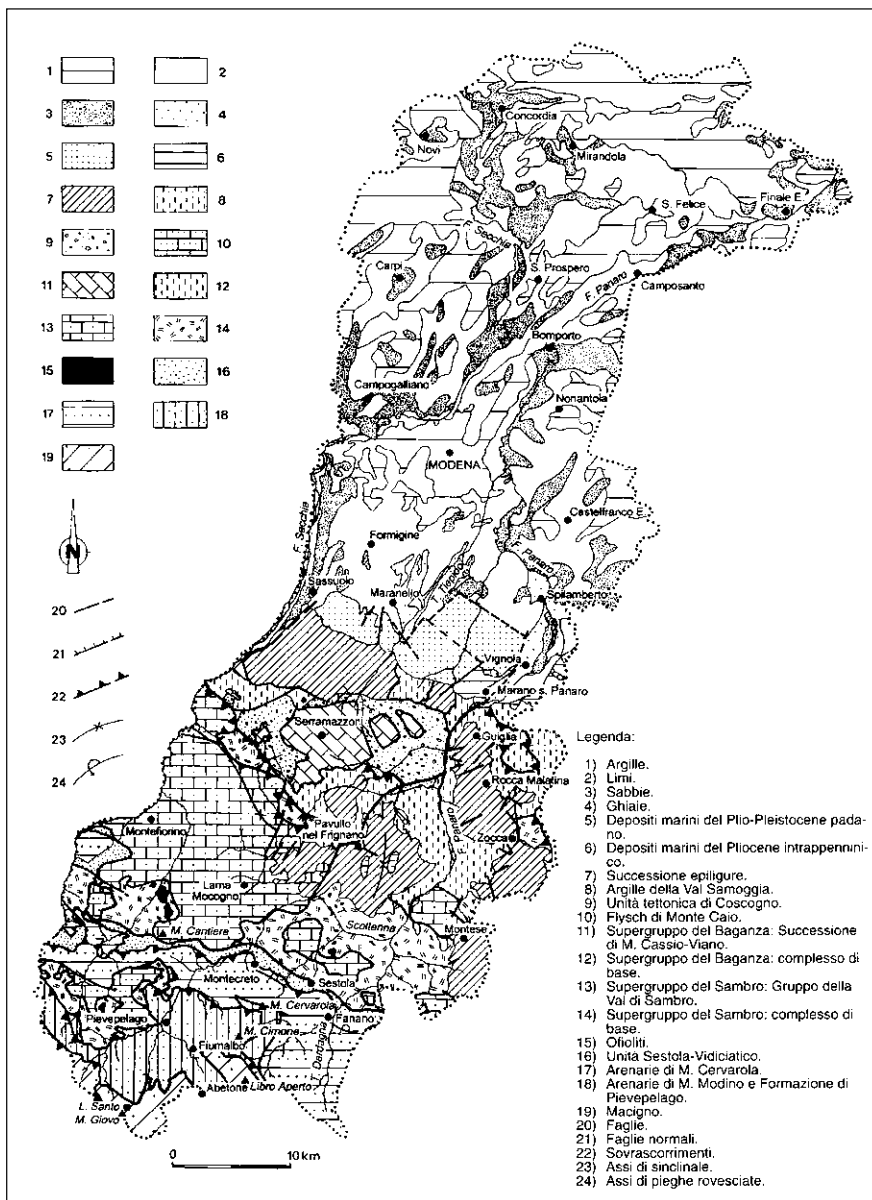 1
2
3
4
5
6
7
8
9
10
11
12
13
14
15
16
17
18
19
N
20
21
22
23
24
Concordia
Novi
Mirandola
S. Felice
Finale E.
F. Secchia
Carpi
S. Prospero
F. Panaro
Camposanto
Bomporto
Campogalliano
Nonantola
MODENA
Castelfranco E.
F. Secchia
Formigine
F. Panaro
Sassuolo
Maranello
Tiepido
Spilamberto
Vignola
Marano s. Panaro
Serramazzoni
Guiglia
Rocca Malatina
Pavullo
nel Frignano
F. Panaro
Zocca
Montefiorino
Lama
Mocogno
M. Cantiere
Scoltenna
Montese
Montecreto
Sestola
M. Cervarola
Pievepelago
Fanano
M. Cimone
Fiumalbo
T. Dardagna
Abetone
Libro Aperto
L. Santo
M. Giovo
0
10 km
Legenda:
1) Argille.
2) Limi.
3) Sabbie.
4) Ghiaie.
5) Depositi marini del Plio-Pleistocene pada-
no.
6) Depositi marini del Pliocene intrappennini-
co.
7) Successione epiligure.
8) Argille della Val Samoggia.
9) Unità tettonica di Coscogno.
10) Flysch di Monte Caio.
11) Supergruppo del Baganza: Successione
di M. Cassio-Viano.
12) Supergruppo del Baganza: complesso di
base.
13) Supergruppo del Sambro: Gruppo della
Val di Sambro.
14) Supergruppo del Sambro: complesso di
base.
15) Ofioliti.
16) Unità Sestola-Vidiciatico.
17) Arenarie di M. Cervarola.
18) Arenarie di M. Modino e Formazione di
Pievepelago.
19) Macigno.
20) Faglie.
21) Faglie normali.
22) Sovrascorrimenti.
23) Assi di sinclinale.
24) Assi di pieghe rovesciate.